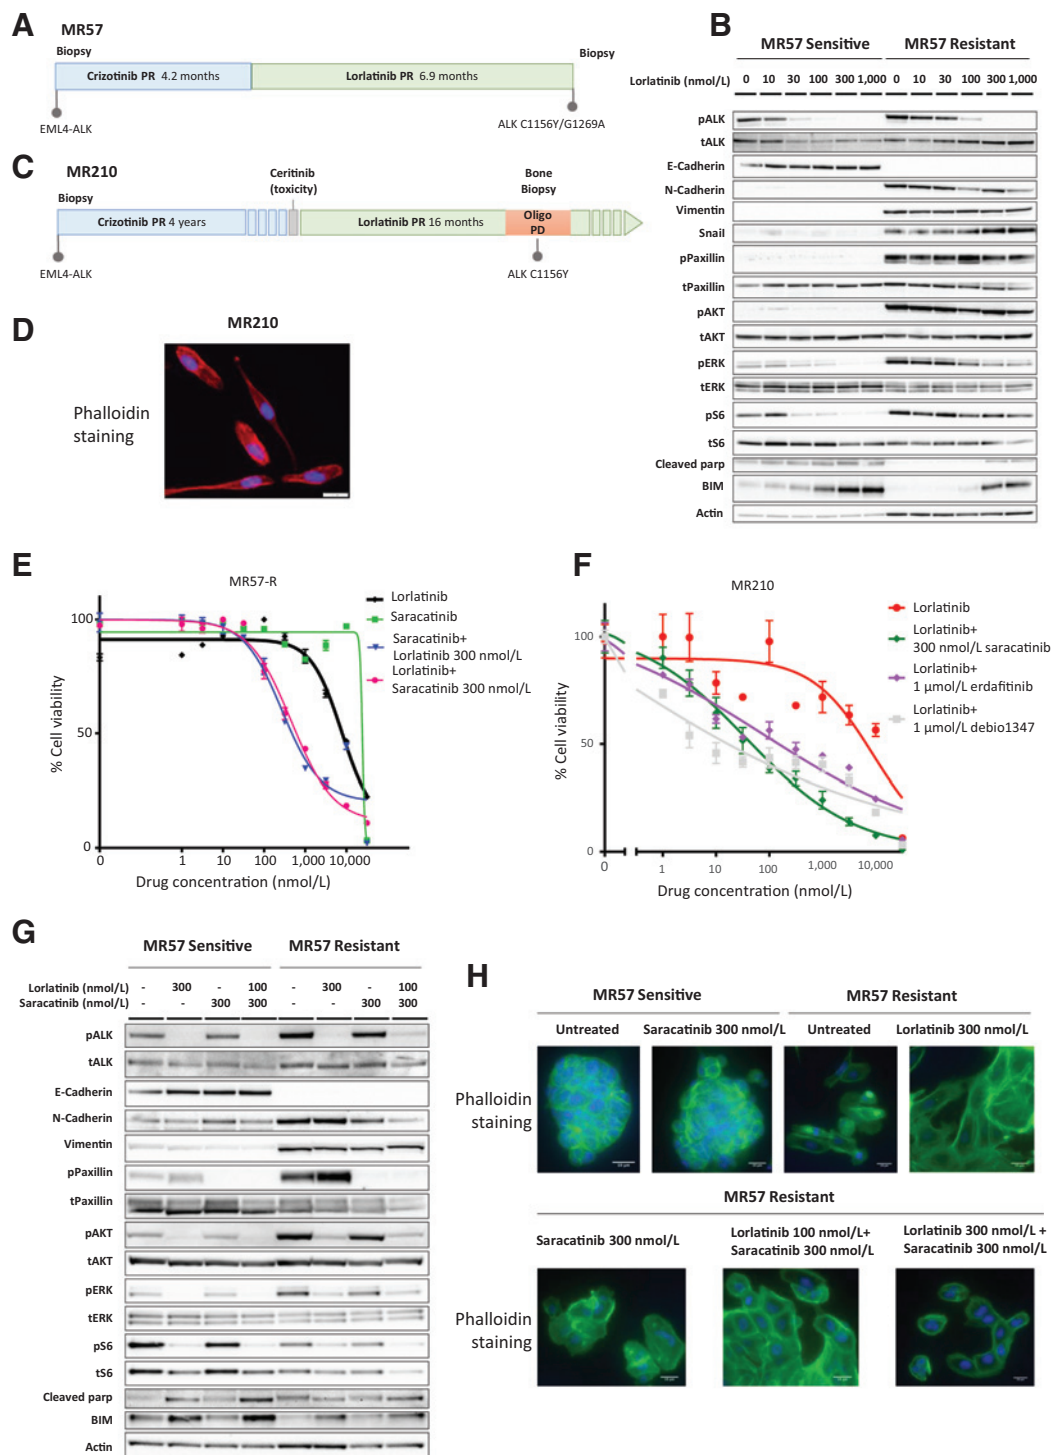 A
MR57
Biopsy
Biopsy
Crizotinib PR 4.2 months
Lorlatinib PR 6.9 months
EML4-ALK
ALK C1156Y/G1269A
B
MR57 Sensitive
MR57 Resistant
Lorlatinib (nmol/L)
0 10 30 100 300 1,000 0 10 30 100 300 1,000
pALK
tALK
E-Cadherin
N-Cadherin
Vimentin
Snail
pPaxillin
tPaxillin
pAKT
tAKT
pERK
tERK
pS6
tS6
Cleaved parp
BIM
Actin
C
MR210
Biopsy
Ceritinib
(toxicity)
Bone
Biopsy
Crizotinib PR 4 years
Lorlatinib PR 16 months
Oligo
PD
EML4-ALK
ALK C1156Y
D
MR210
Phalloidin
staining
E
MR57-R
% Cell viability
100
50
0
0 1 10 100 1,000 10,000
Drug concentration (nmol/L)
Lorlatinib
Saracatinib
Saracatinib+
Lorlatinib 300 nmol/L
Lorlatinib+
Saracatinib 300 nmol/L
F
MR210
% Cell viability
100
50
0
0 1 10 100 1,000 10,000
Drug concentration (nmol/L)
Lorlatinib
Lorlatinib+
300 nmol/L saracatinib
Lorlatinib+
1 µmol/L erdafitinib
Lorlatinib+
1 µmol/L debio1347
G
MR57 Sensitive
MR57 Resistant
Lorlatinib (nmol/L) - 300 - 100 - 300 - 100
Saracatinib (nmol/L) - - 300 300 - - 300 300
pALK
tALK
E-Cadherin
N-Cadherin
Vimentin
pPaxillin
tPaxillin
pAKT
tAKT
pERK
tERK
pS6
tS6
Cleaved parp
BIM
Actin
H
MR57 Sensitive
MR57 Resistant
Untreated
Saracatinib 300 nmol/L
Untreated
Lorlatinib 300 nmol/L
Phalloidin
staining
MR57 Resistant
Saracatinib 300 nmol/L
Lorlatinib 100 nmol/L+
Saracatinib 300 nmol/L
Lorlatinib 300 nmol/L +
Saracatinib 300 nmol/L
Phalloidin
staining